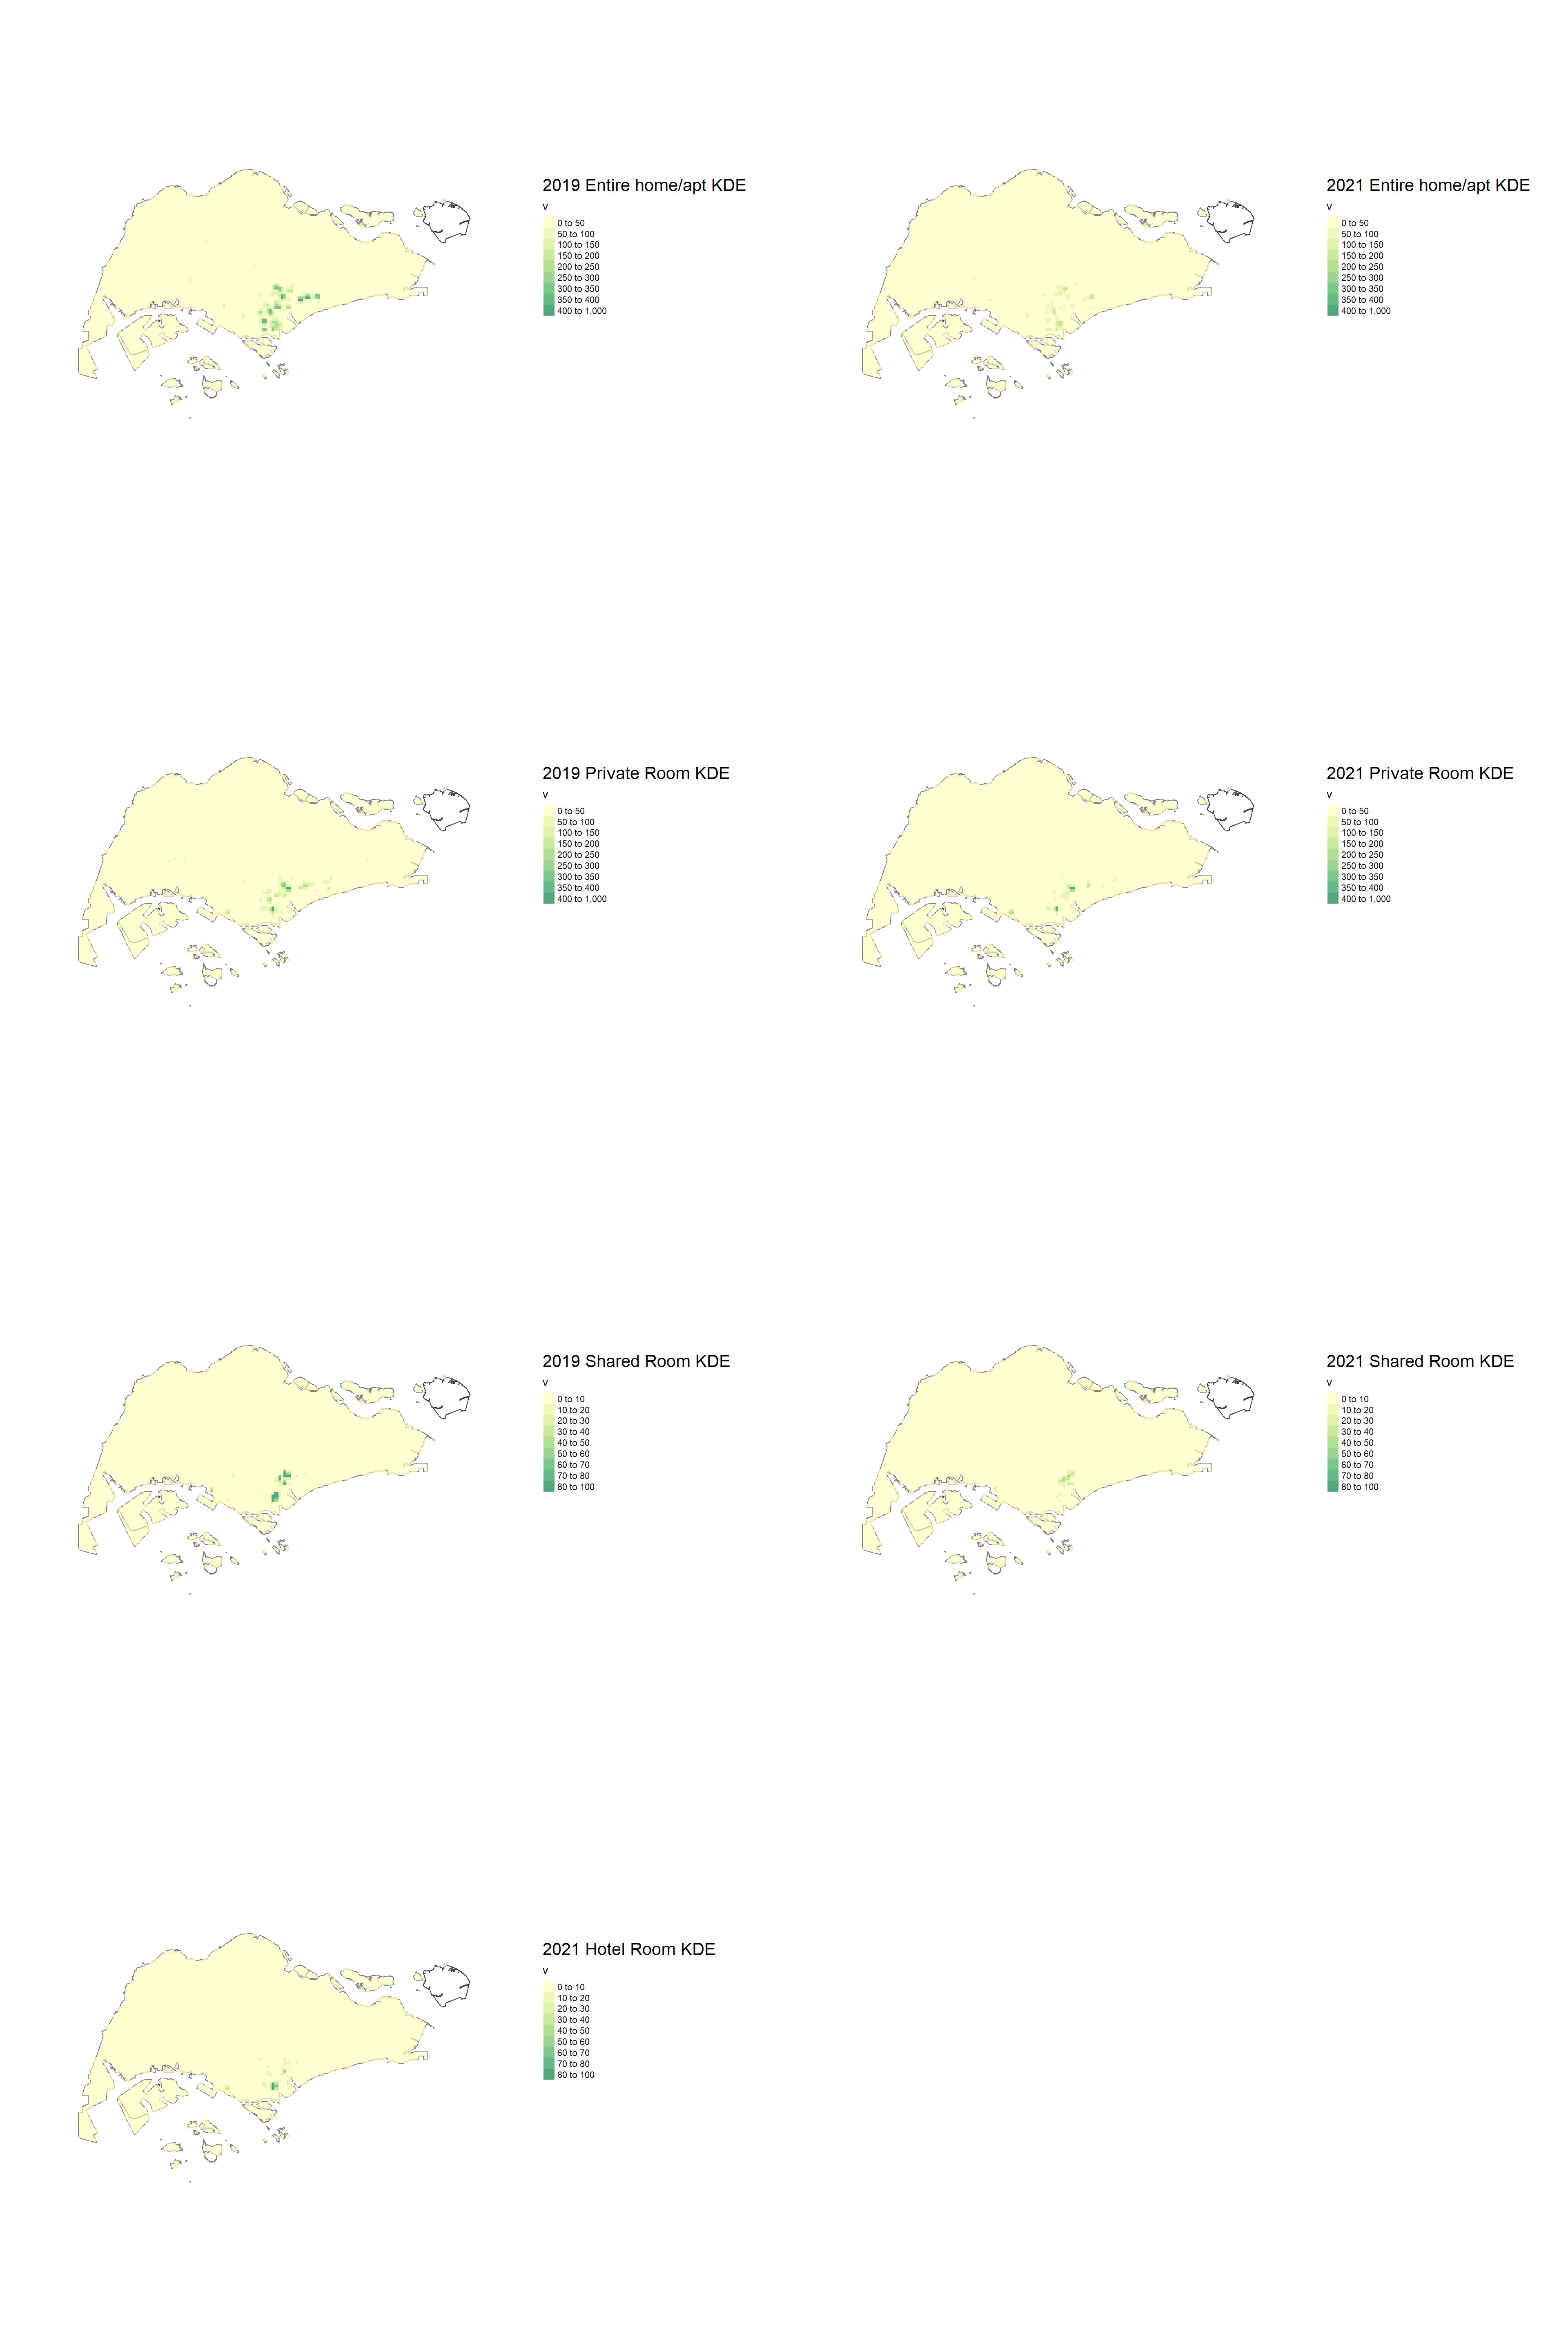 2019 Entire home/apt KDE
v
0 to 50
50 to 100
100 to 150
150 to 200
200 to 250
250 to 300
300 to 350
350 to 400
400 to 1,000
2021 Entire home/apt KDE
v
0 to 50
50 to 100
100 to 150
150 to 200
200 to 250
250 to 300
300 to 350
350 to 400
400 to 1,000
2019 Private Room KDE
v
0 to 50
50 to 100
100 to 150
150 to 200
200 to 250
250 to 300
300 to 350
350 to 400
400 to 1,000
2021 Private Room KDE
v
0 to 50
50 to 100
100 to 150
150 to 200
200 to 250
250 to 300
300 to 350
350 to 400
400 to 1,000
2019 Shared Room KDE
v
0 to 10
10 to 20
20 to 30
30 to 40
40 to 50
50 to 60
60 to 70
70 to 80
80 to 100
2021 Shared Room KDE
v
0 to 10
10 to 20
20 to 30
30 to 40
40 to 50
50 to 60
60 to 70
70 to 80
80 to 100
2021 Hotel Room KDE
v
0 to 10
10 to 20
20 to 30
30 to 40
40 to 50
50 to 60
60 to 70
70 to 80
80 to 100